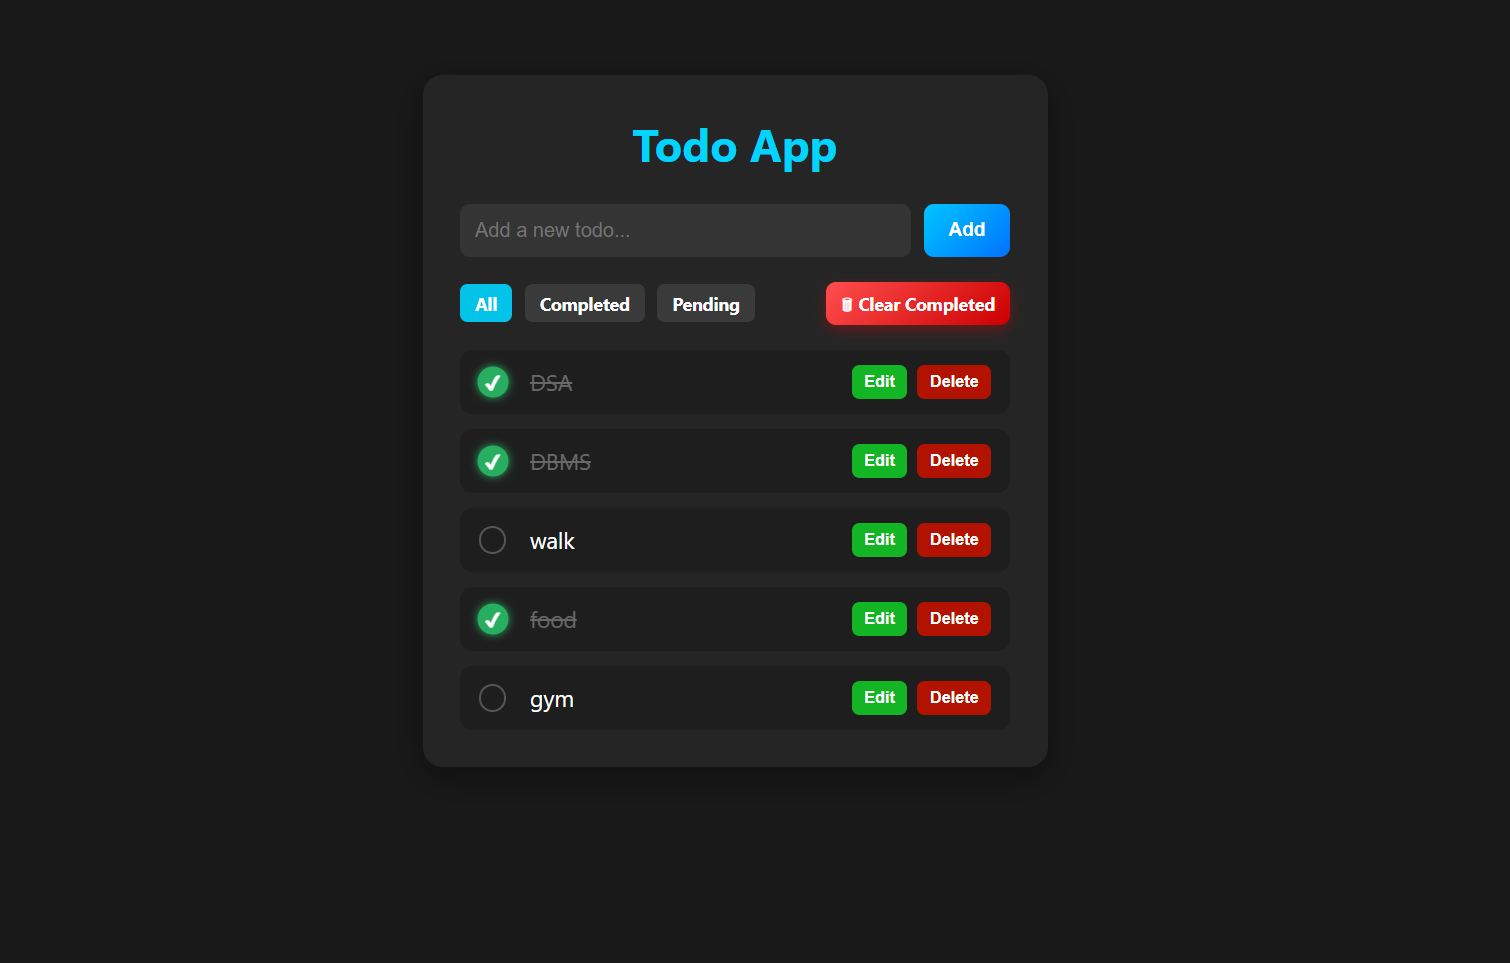 Todo App
Add a new todo...
Add
All Completed Pending 🗑 Clear Completed
DSA Edit Delete
DBMS Edit Delete
walk Edit Delete
food Edit Delete
gym Edit Delete